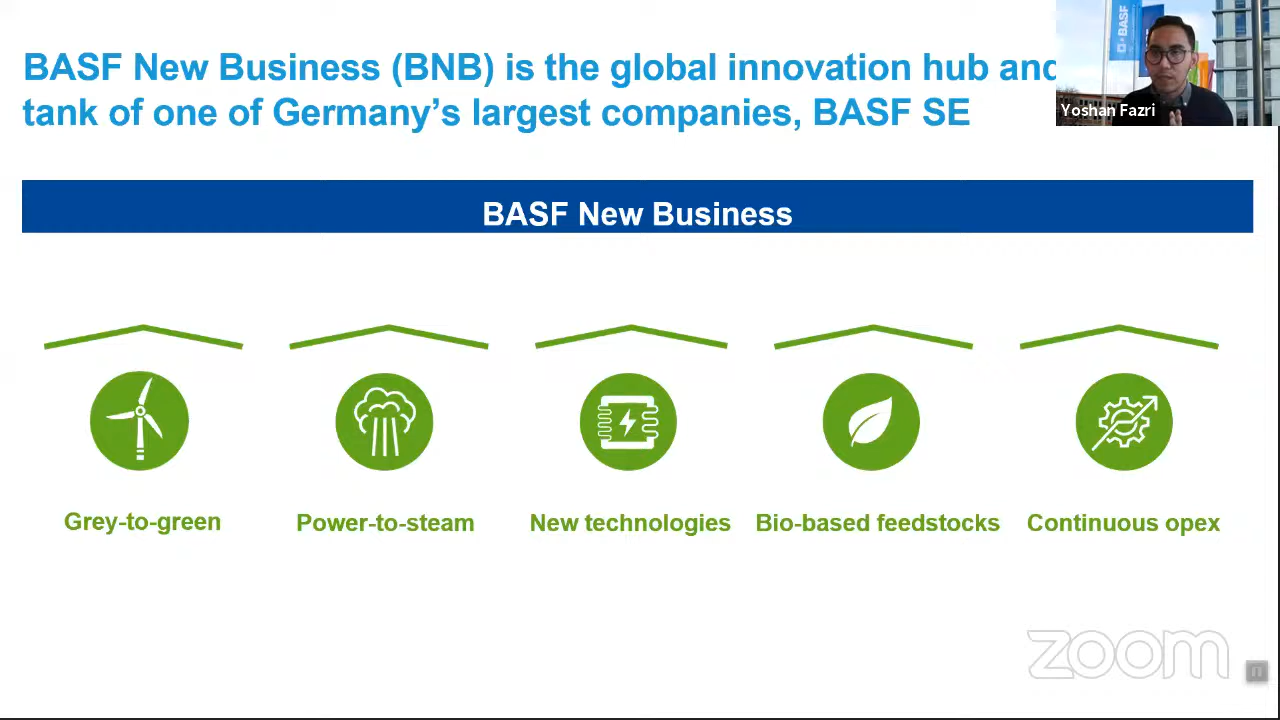 BASF New Business (BNB) is the global innovation hub and
tank of one of Germany's largest companies, BASF SE
BASF
Yoshan Fazri
BASF New Business
Grey-to-green
Power-to-steam
New technologies
Bio-based feedstocks
Continuous opex
zoom